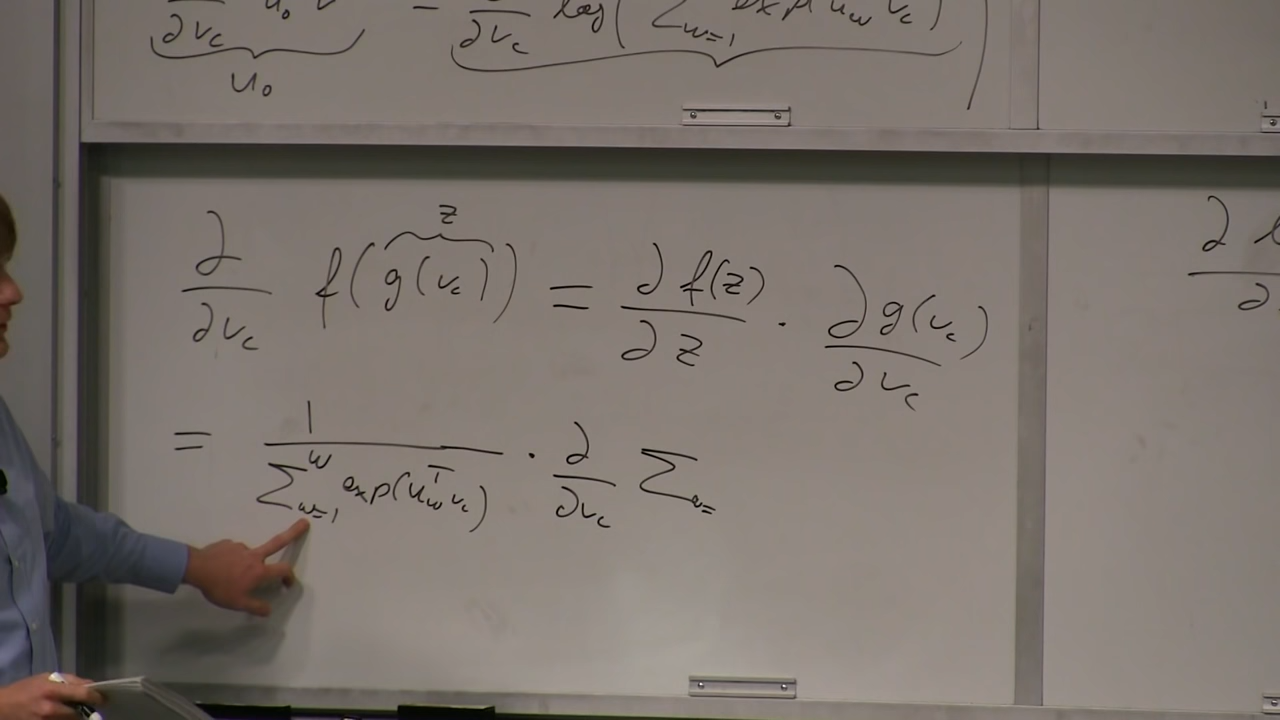 ∂/∂v_c u_o − ∂/∂v_c log( Σ_{w=1} exp(u_w v_c) )
u_o
z
∂/∂v_c f(g(v_c)) = ∂f(z)/∂z · ∂g(v_c)/∂v_c
∂
= 1/(Σ_{w=1}^{W} exp(u_w^T v_c)) · ∂/∂v_c Σ_{w=